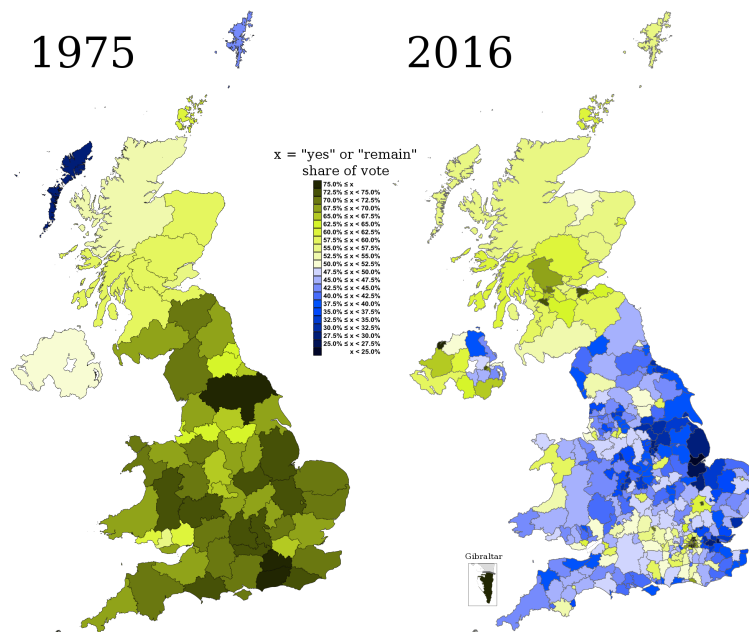 1975
2016
x = "yes" or "remain"
share of vote
75.0% ≤ x
72.5% ≤ x < 75.0%
70.0% ≤ x < 72.5%
67.5% ≤ x < 70.0%
65.0% ≤ x < 67.5%
62.5% ≤ x < 65.0%
60.0% ≤ x < 62.5%
57.5% ≤ x < 60.0%
55.0% ≤ x < 57.5%
52.5% ≤ x < 55.0%
50.0% ≤ x < 52.5%
47.5% ≤ x < 50.0%
45.0% ≤ x < 47.5%
42.5% ≤ x < 45.0%
40.0% ≤ x < 42.5%
37.5% ≤ x < 40.0%
35.0% ≤ x < 37.5%
32.5% ≤ x < 35.0%
30.0% ≤ x < 32.5%
27.5% ≤ x < 30.0%
25.0% ≤ x < 27.5%
x < 25.0%
Gibraltar